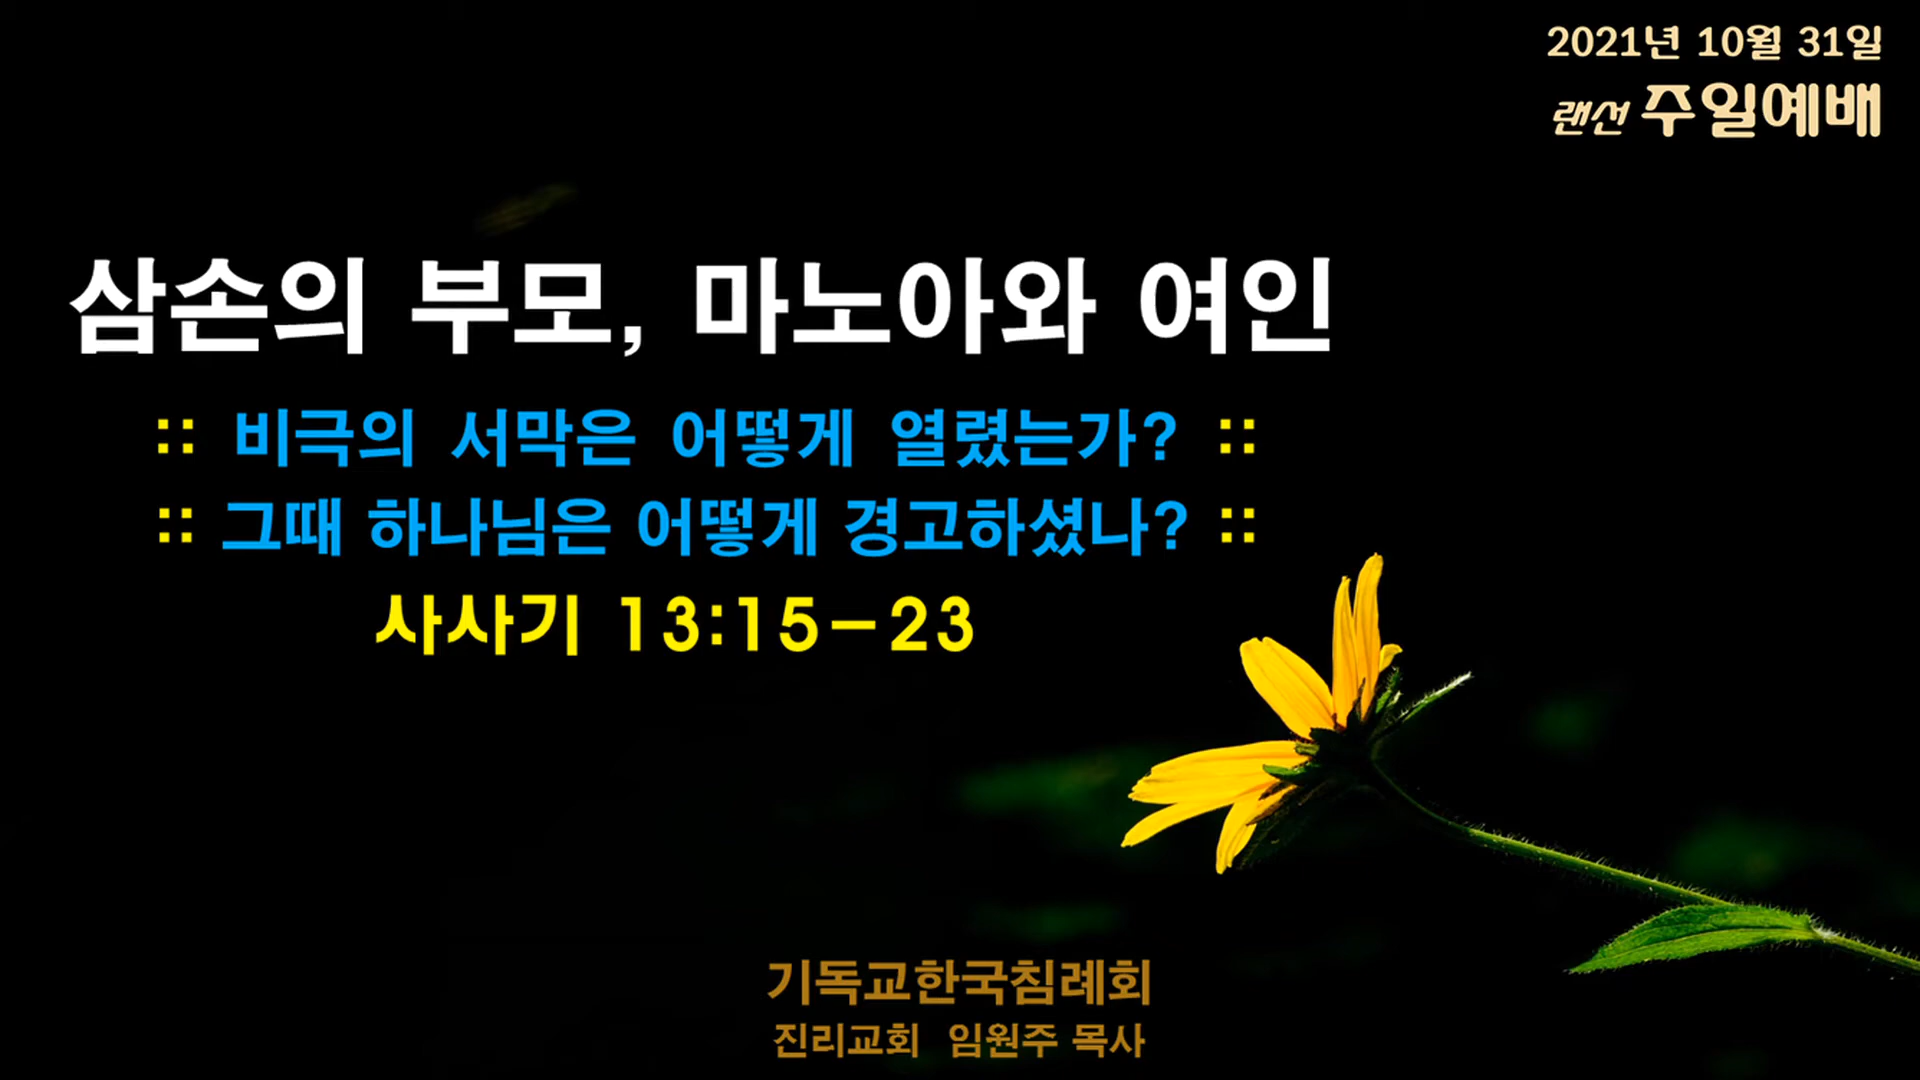 2021년 10월 31일
랜선 주일예배
삼손의 부모, 마노아와 여인
:: 비극의 서막은 어떻게 열렸는가? ::
:: 그때 하나님은 어떻게 경고하셨나? ::
사사기 13:15-23
기독교한국침례회
진리교회 임원주 목사